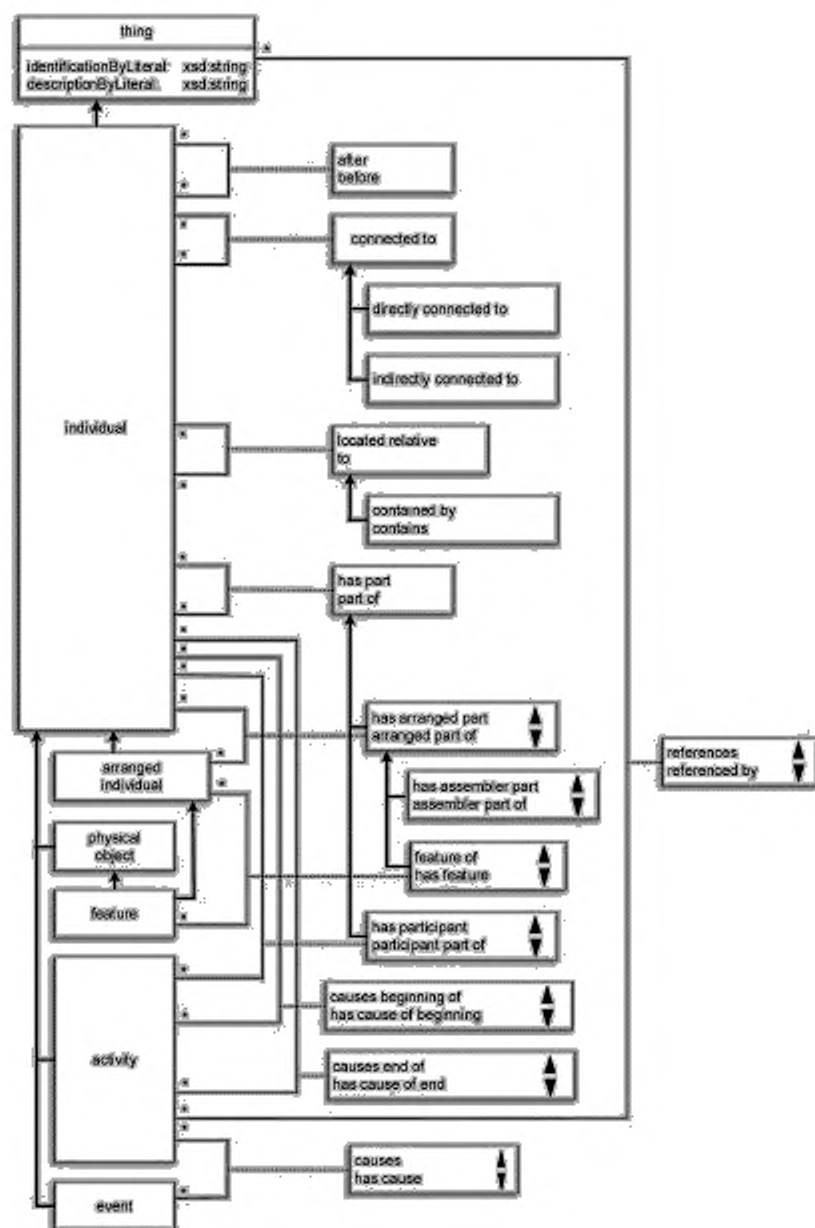 thing
identificationByLiteral: xsd:string
descriptionByLiteral: xsd:string
individual
after
before
connected to
directly connected to
indirectly connected to
located relative
to
contained by
contains
has part
part of
has arranged part
arranged part of
references
referenced by
arranged
individual
has assembler part
assembler part of
physical
object
feature of
has feature
feature
has participant
participant part of
causes beginning of
has cause of beginning
activity
causes end of
has cause of end
causes
has cause
event